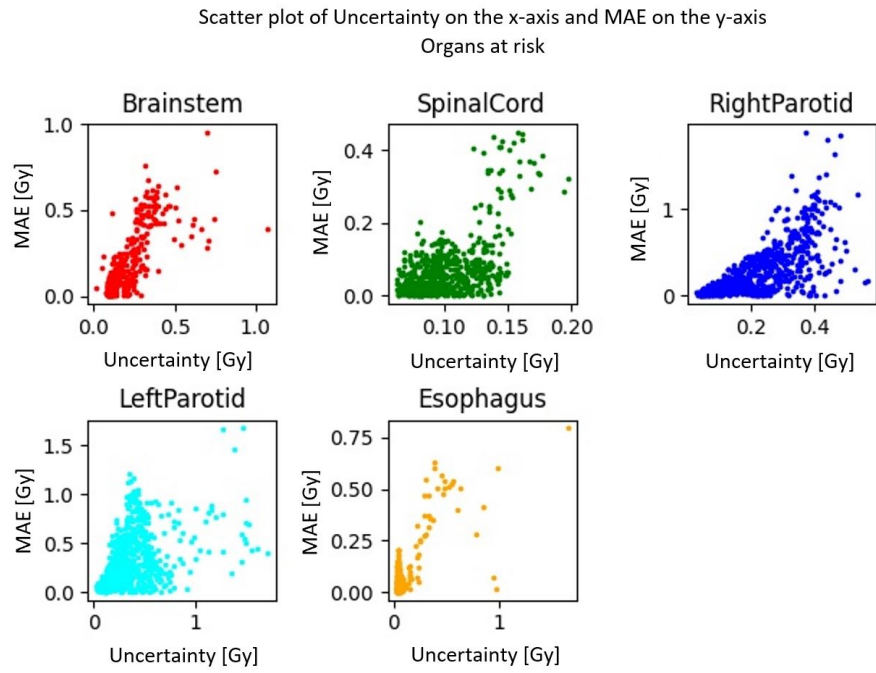 Scatter plot of Uncertainty on the x-axis and MAE on the y-axis
Organs at risk
Brainstem
SpinalCord
RightParotid
MAE [Gy]
1.0
0.5
0.0
0.0 0.5 1.0
Uncertainty [Gy]
MAE [Gy]
0.4
0.2
0.0
0.10 0.15 0.20
Uncertainty [Gy]
MAE [Gy]
1
0
0.2 0.4
Uncertainty [Gy]
LeftParotid
Esophagus
MAE [Gy]
1.5
1.0
0.5
0.0
0 1
Uncertainty [Gy]
MAE [Gy]
0.75
0.50
0.25
0.00
0 1
Uncertainty [Gy]